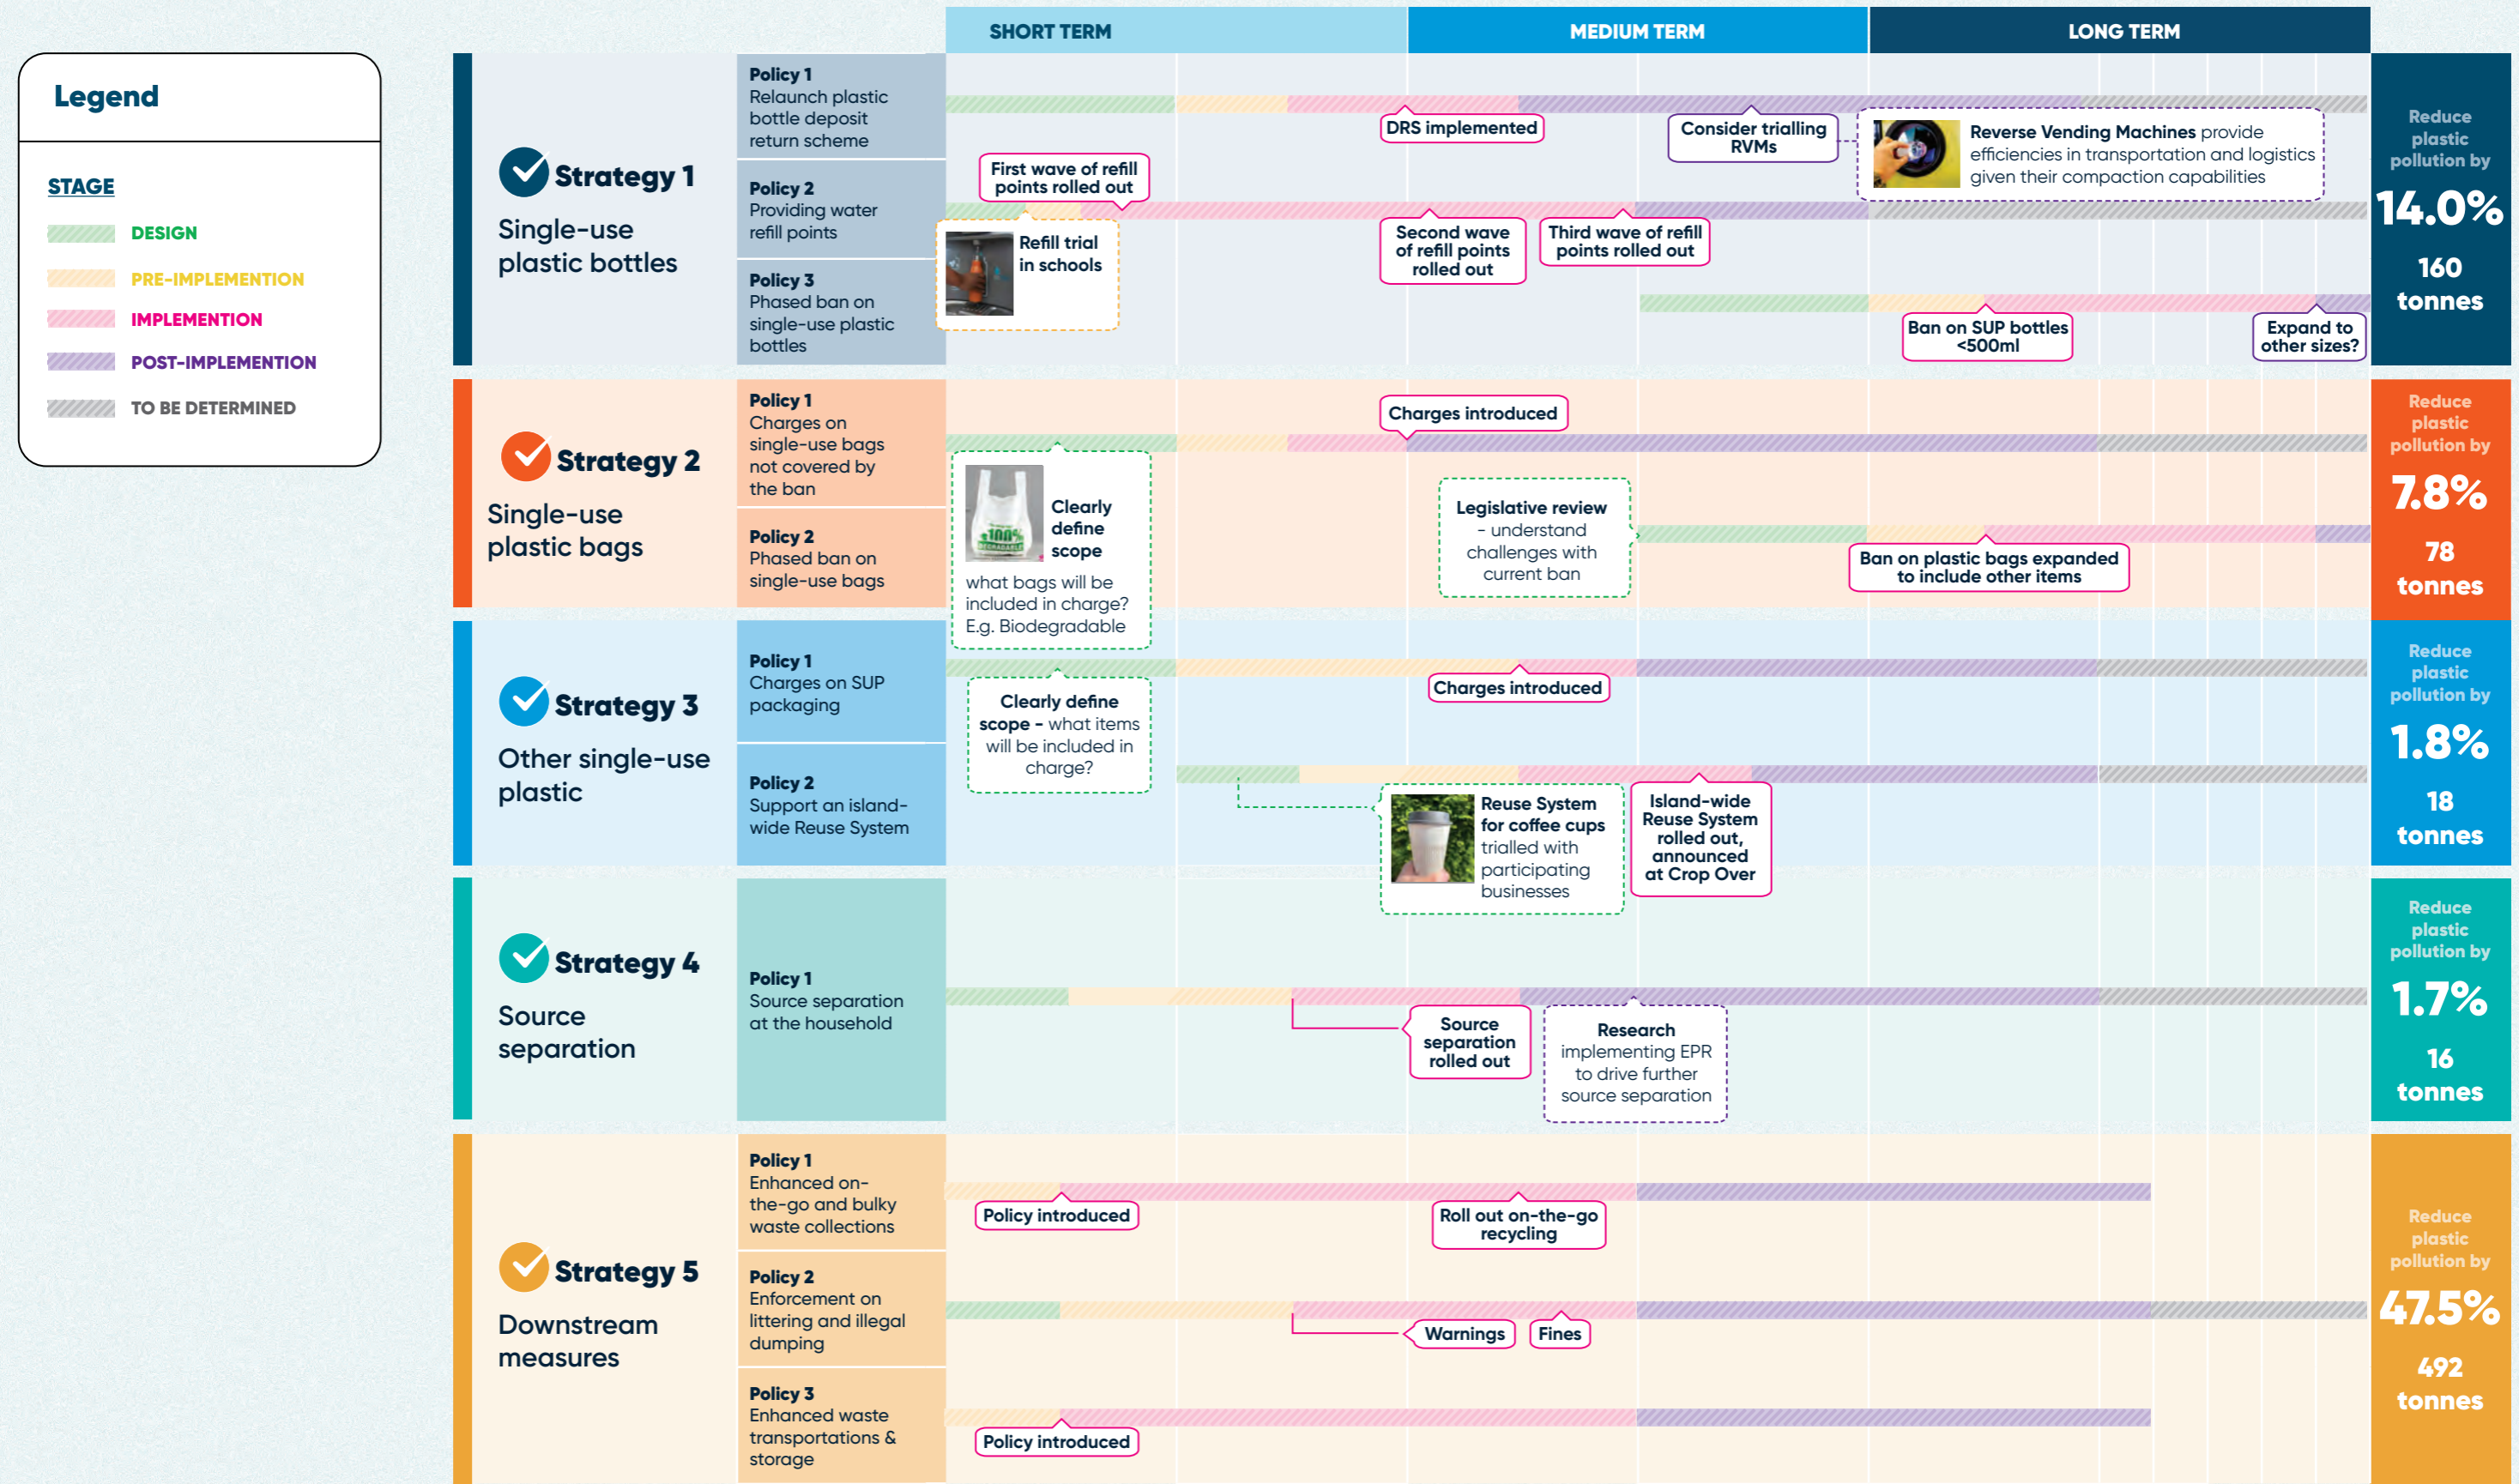 SHORT TERM
MEDIUM TERM
LONG TERM
Legend
STAGE
DESIGN
PRE-IMPLEMENTION
IMPLEMENTION
POST-IMPLEMENTION
TO BE DETERMINED
Strategy 1
Single-use
plastic bottles
Policy 1
Relaunch plastic
bottle deposit
return scheme
Policy 2
Providing water
refill points
Policy 3
Phased ban on
single-use plastic
bottles
DRS implemented
Consider trialling
RVMs
Reverse Vending Machines provide
efficiencies in transportation and logistics
given their compaction capabilities
First wave of refill
points rolled out
Refill trial
in schools
Second wave
of refill points
rolled out
Third wave of refill
points rolled out
Ban on SUP bottles
<500ml
Expand to
other sizes?
Reduce
plastic
pollution by
14.0%
160
tonnes
Strategy 2
Single-use
plastic bags
Policy 1
Charges on
single-use bags
not covered by
the ban
Policy 2
Phased ban on
single-use bags
Charges introduced
100%
Clearly
define
scope
what bags will be
included in charge?
E.g. Biodegradable
Legislative review
- understand
challenges with
current ban
Ban on plastic bags expanded
to include other items
Reduce
plastic
pollution by
7.8%
78
tonnes
Strategy 3
Other single-use
plastic
Policy 1
Charges on SUP
packaging
Policy 2
Support an island-
wide Reuse System
Clearly define
scope - what items
will be included in
charge?
Charges introduced
Reuse System
for coffee cups
trialled with
participating
businesses
Island-wide
Reuse System
rolled out,
announced
at Crop Over
Reduce
plastic
pollution by
1.8%
18
tonnes
Strategy 4
Source
separation
Policy 1
Source separation
at the household
Source
separation
rolled out
Research
implementing EPR
to drive further
source separation
Reduce
plastic
pollution by
1.7%
16
tonnes
Strategy 5
Downstream
measures
Policy 1
Enhanced on-
the-go and bulky
waste collections
Policy 2
Enforcement on
littering and illegal
dumping
Policy 3
Enhanced waste
transportations &
storage
Policy introduced
Roll out on-the-go
recycling
Warnings
Fines
Policy introduced
Reduce
plastic
pollution by
47.5%
492
tonnes